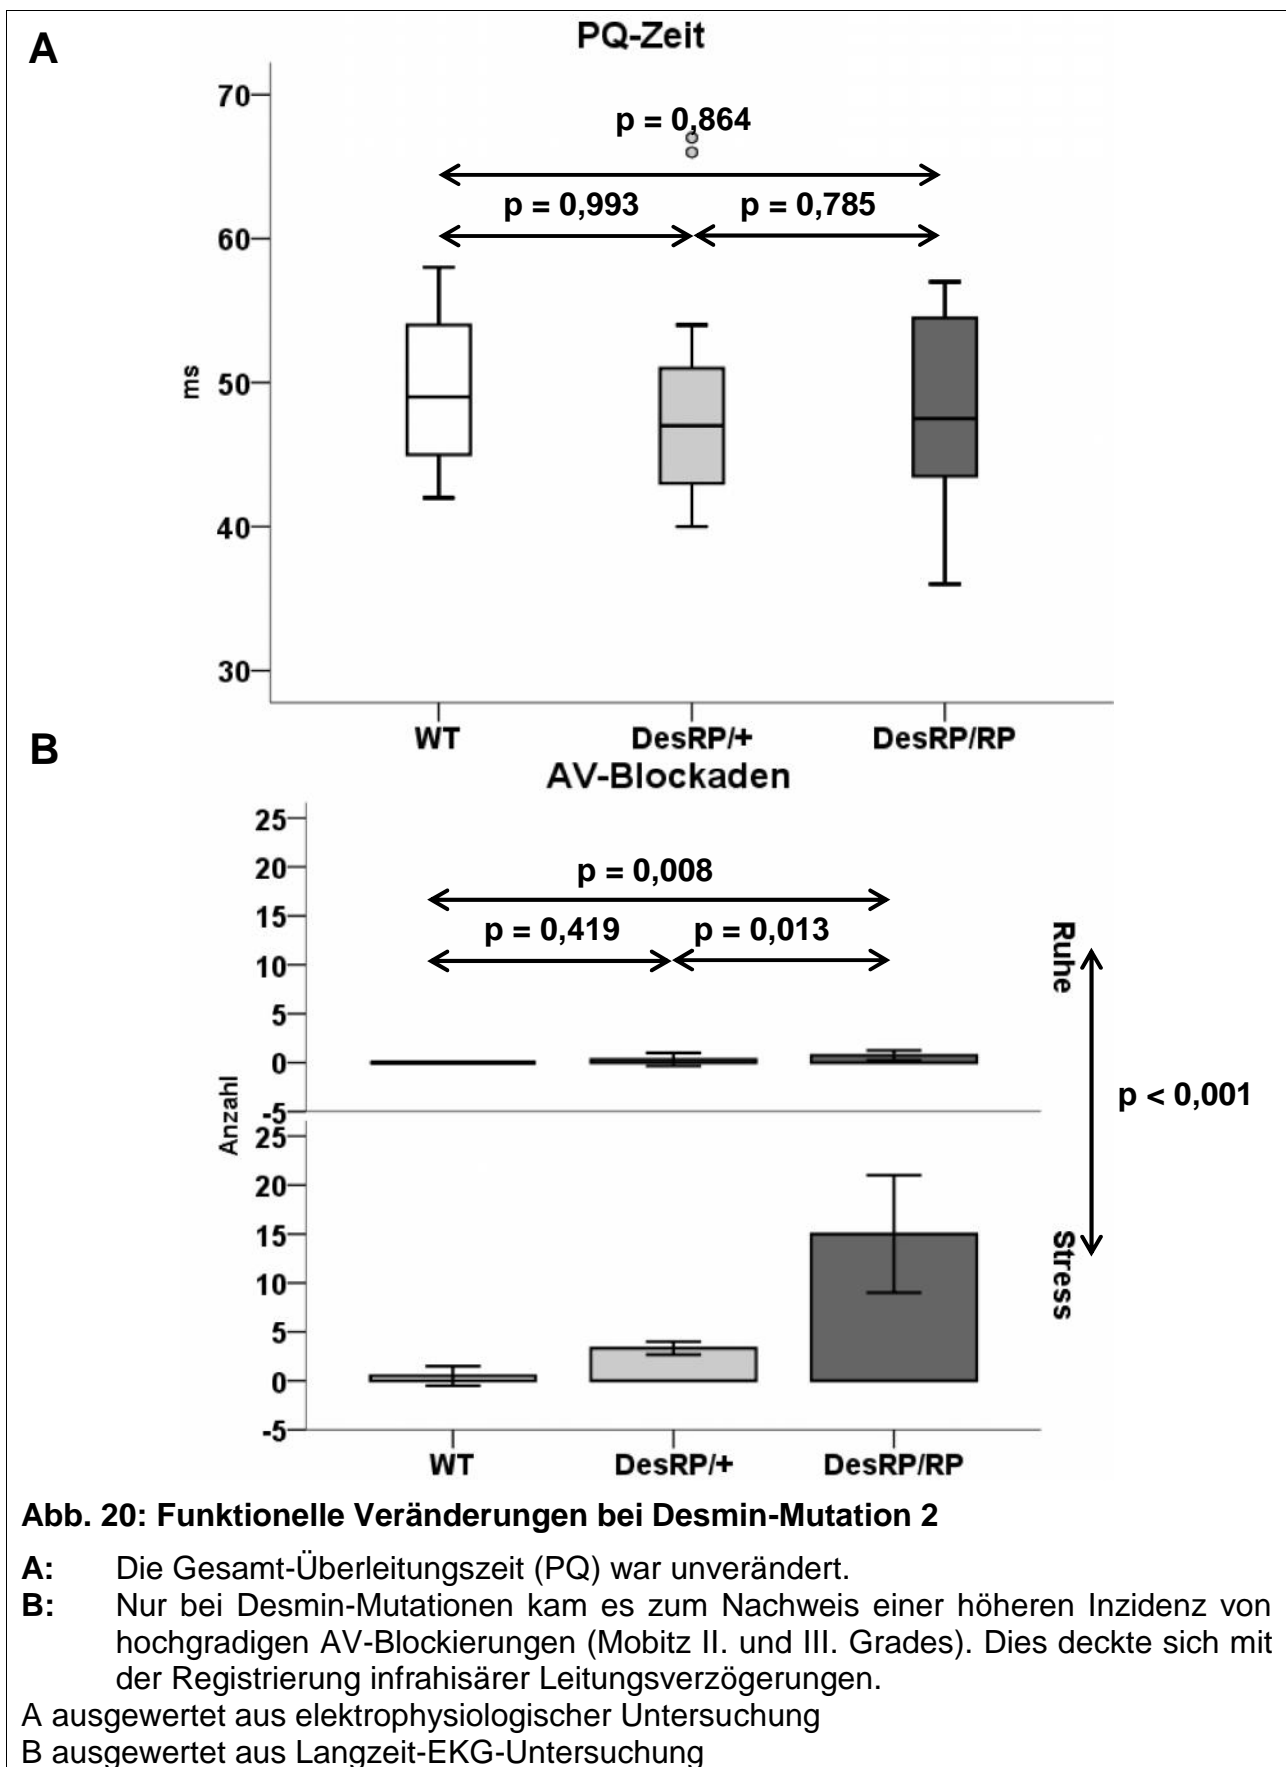 A
PQ-Zeit
70
p = 0,864
p = 0,993
p = 0,785
60
ms
50
40
30
WT DesRP/+ DesRP/RP
B
AV-Blockaden
25
20
p = 0,008
15
p = 0,419
p = 0,013
Ruhe
10
5
0
-5
Anzahl
p < 0,001
25
20
15
Stress
10
5
0
-5
WT DesRP/+ DesRP/RP
Abb. 20: Funktionelle Veränderungen bei Desmin-Mutation 2
A: Die Gesamt-Überleitungszeit (PQ) war unverändert.
B: Nur bei Desmin-Mutationen kam es zum Nachweis einer höheren Inzidenz von
hochgradigen AV-Blockierungen (Mobitz II. und III. Grades). Dies deckte sich mit
der Registrierung infrahisärer Leitungsverzögerungen.
A ausgewertet aus elektrophysiologischer Untersuchung
B ausgewertet aus Langzeit-EKG-Untersuchung